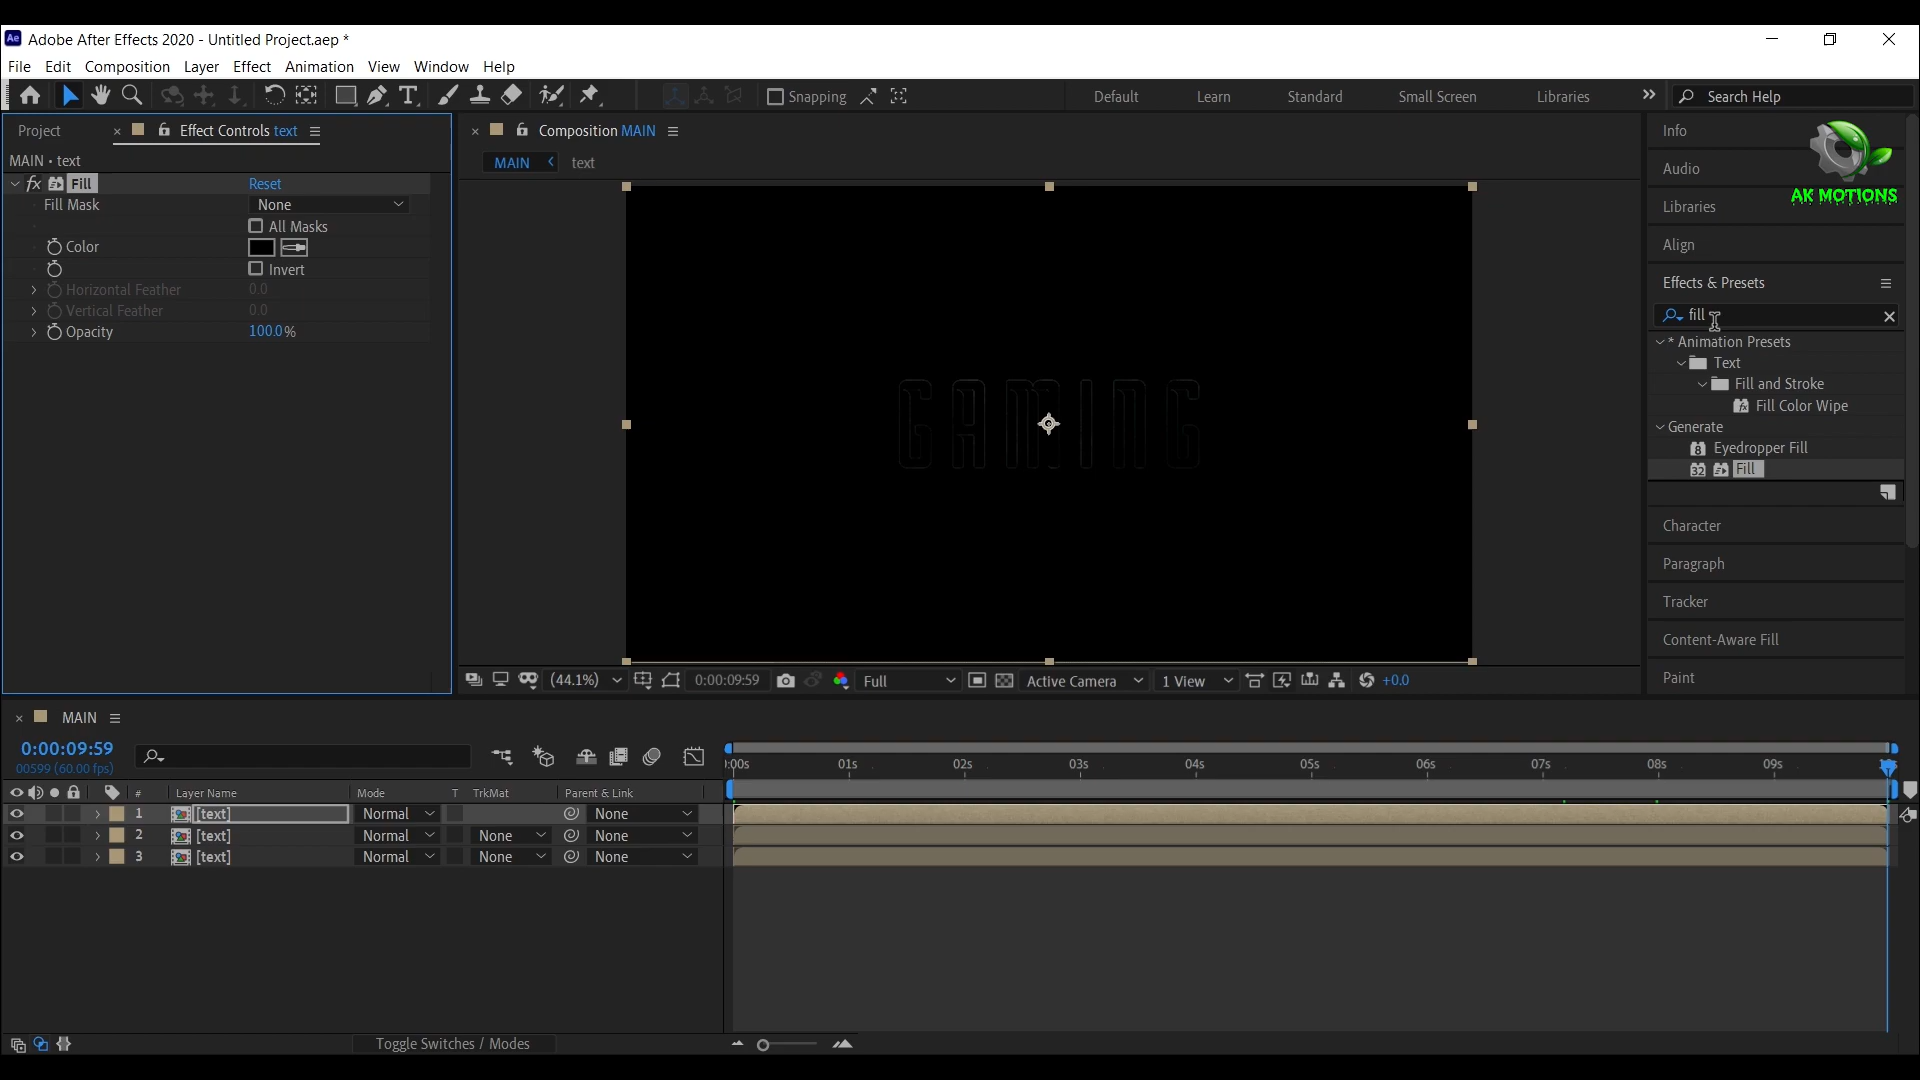 Ae Adobe After Effects 2020 - Untitled Project.aep *
File Edit Composition Layer Effect Animation View Window Help
Snapping Default Learn Standard Small Screen Libraries Search Help
Project Effect Controls text
MAIN • text
fx Fill Reset
Fill Mask None
All Masks
Color
Invert
Horizontal Feather 0.0
Vertical Feather 0.0
Opacity 100.0%
Composition MAIN
MAIN text
GAMING
(44.1%) 0:00:09:59 Full Active Camera 1 View +0.0
Info
Audio
Libraries
Align
AK MOTIONS
Effects & Presets
fill
* Animation Presets
Text
Fill and Stroke
Fill Color Wipe
Generate
8 Eyedropper Fill
32 Fill
Character
Paragraph
Tracker
Content-Aware Fill
Paint
MAIN
0:00:09:59
00599 (60.00 fps)
:00s 01s 02s 03s 04s 05s 06s 07s 08s 09s
# Layer Name Mode T TrkMat Parent & Link
1 [text] Normal None
2 [text] Normal None None
3 [text] Normal None None
Toggle Switches / Modes